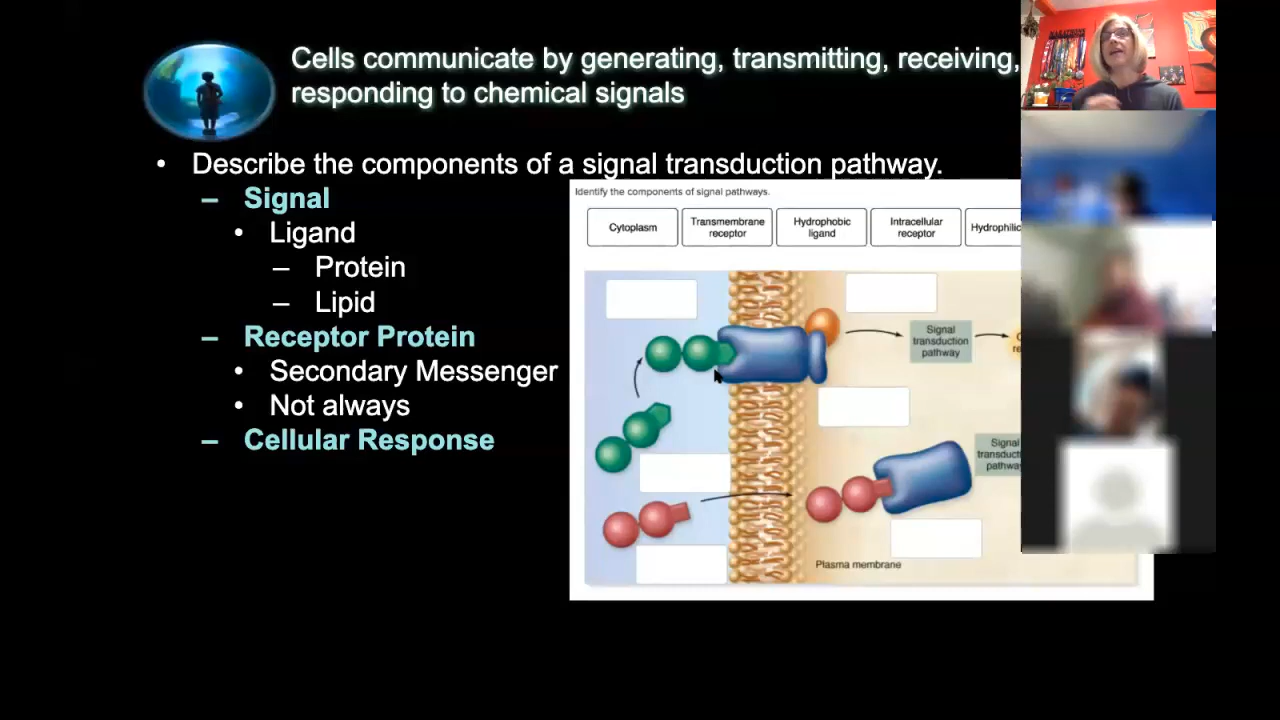 Cells communicate by generating, transmitting, receiving,
responding to chemical signals
• Describe the components of a signal transduction pathway.
– Signal
• Ligand
– Protein
– Lipid
– Receptor Protein
• Secondary Messenger
• Not always
– Cellular Response
Identify the components of signal pathways.
Cytoplasm
Transmembrane
receptor
Hydrophobic
ligand
Intracellular
receptor
Hydrophilic
Signal
transduction
pathway
Signal
Plasma membrane